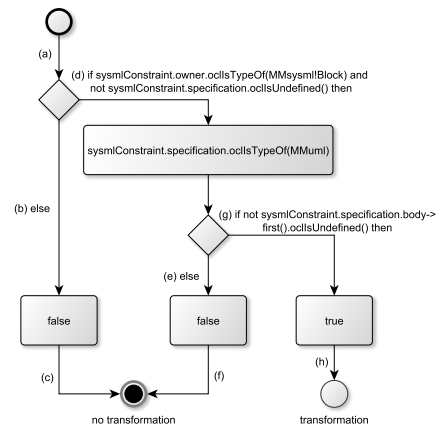 (a)
(d) if sysmlConstraint.owner.oclIsTypeOf(MMsysml!Block) and
not sysmlConstraint.specification.oclIsUndefined() then
sysmlConstraint.specification.oclIsTypeOf(MMuml)
(b) else
(g) if not sysmlConstraint.specification.body->
first().oclIsUndefined() then
(e) else
false
false
true
(c)
(f)
(h)
no transformation
transformation